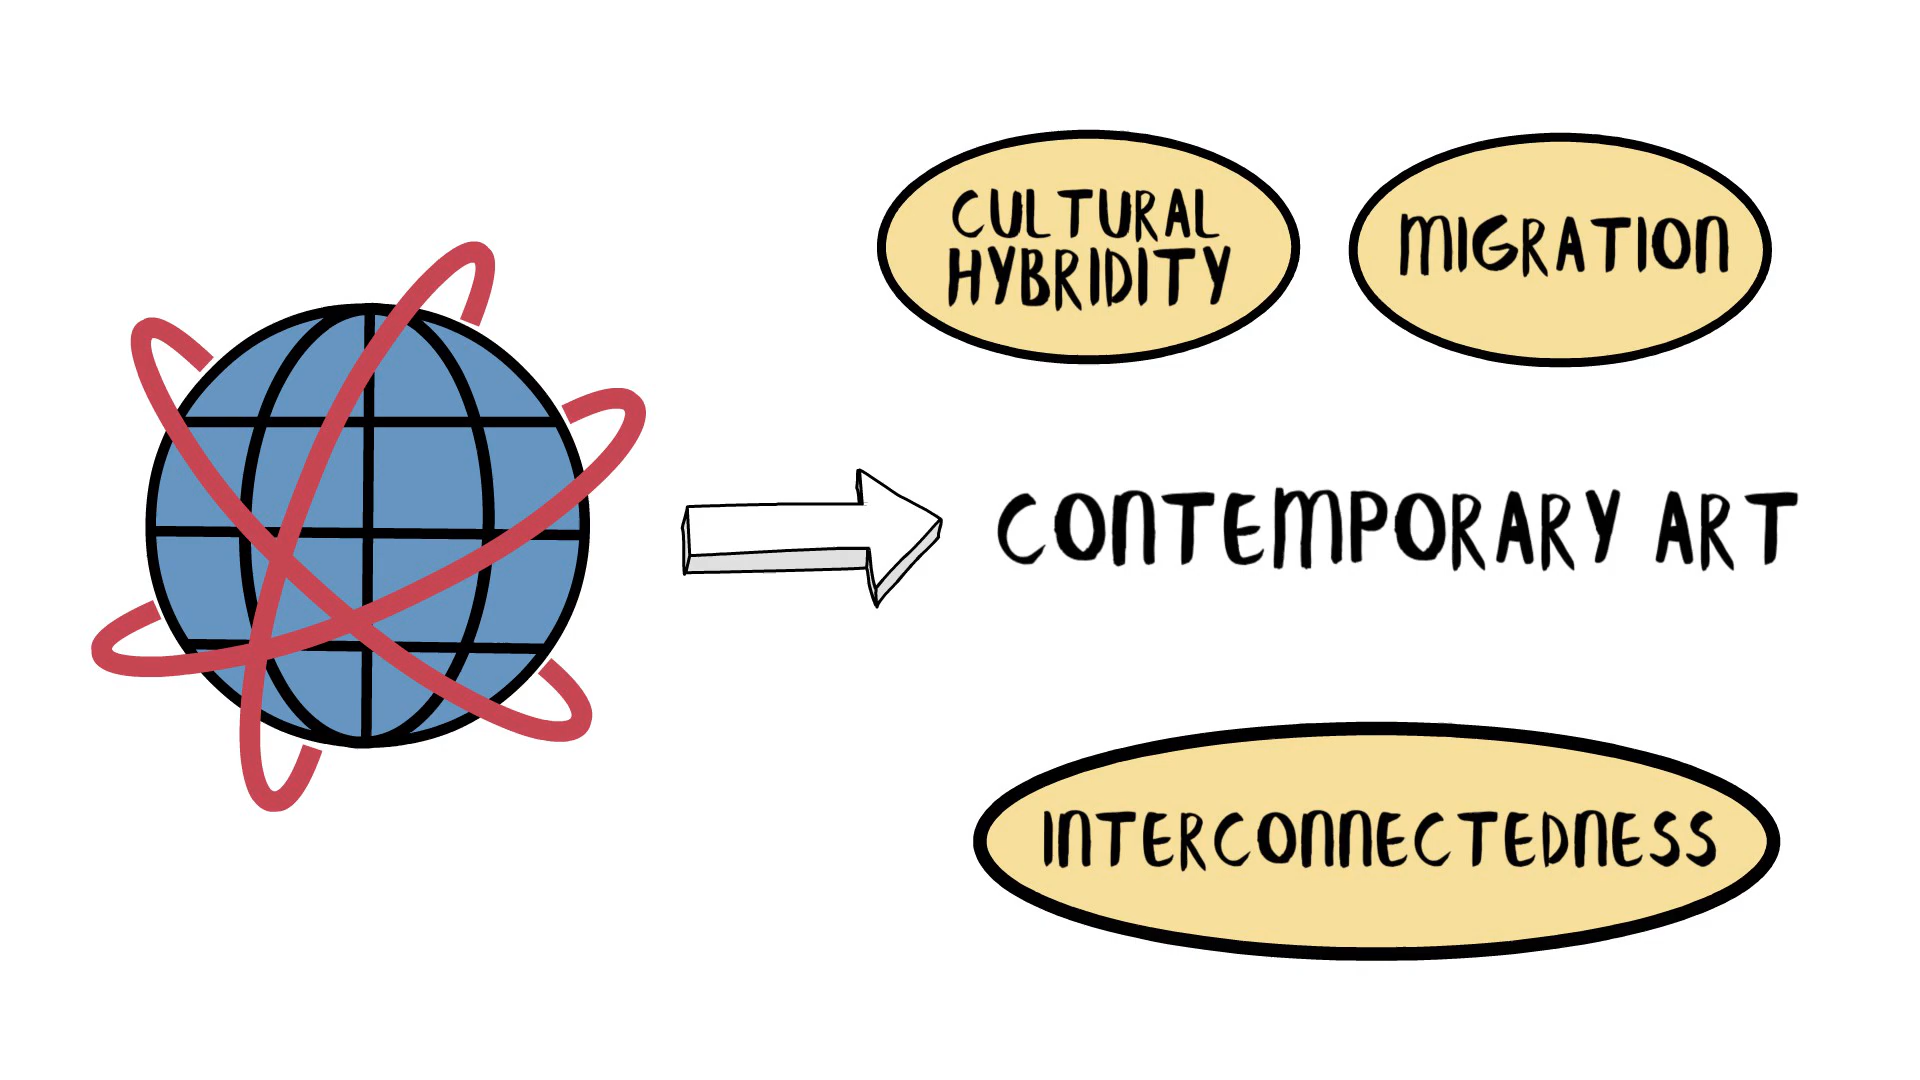 CULTURAL
HYBRIDITY
MIGRATION
CONTEMPORARY ART
INTERCONNECTEDNESS